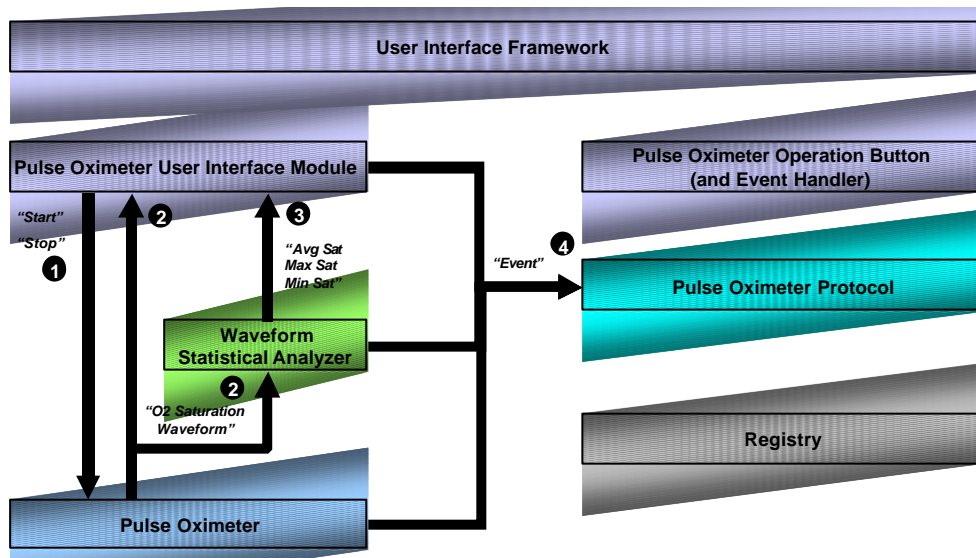 User Interface Framework
Pulse Oximeter User Interface Module
Pulse Oximeter Operation Button
(and Event Handler)
“Start”
“Stop”
1
2
3
“Avg Sat
Max Sat
Min Sat”
4
“Event”
Pulse Oximeter Protocol
Waveform
Statistical Analyzer
2
“O2 Saturation
Waveform”
Registry
Pulse Oximeter